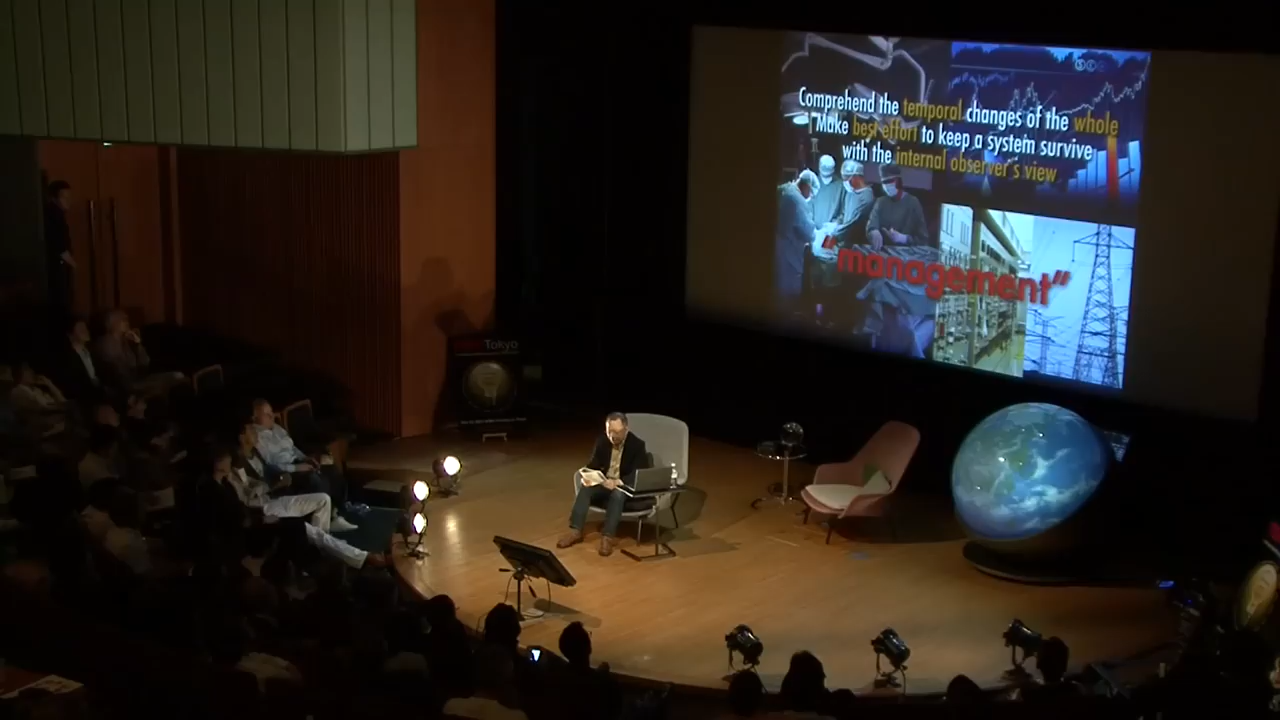 Comprehend the temporal changes of the whole
Make best effort to keep a system survive
with the internal observer's view
management"
Tokyo